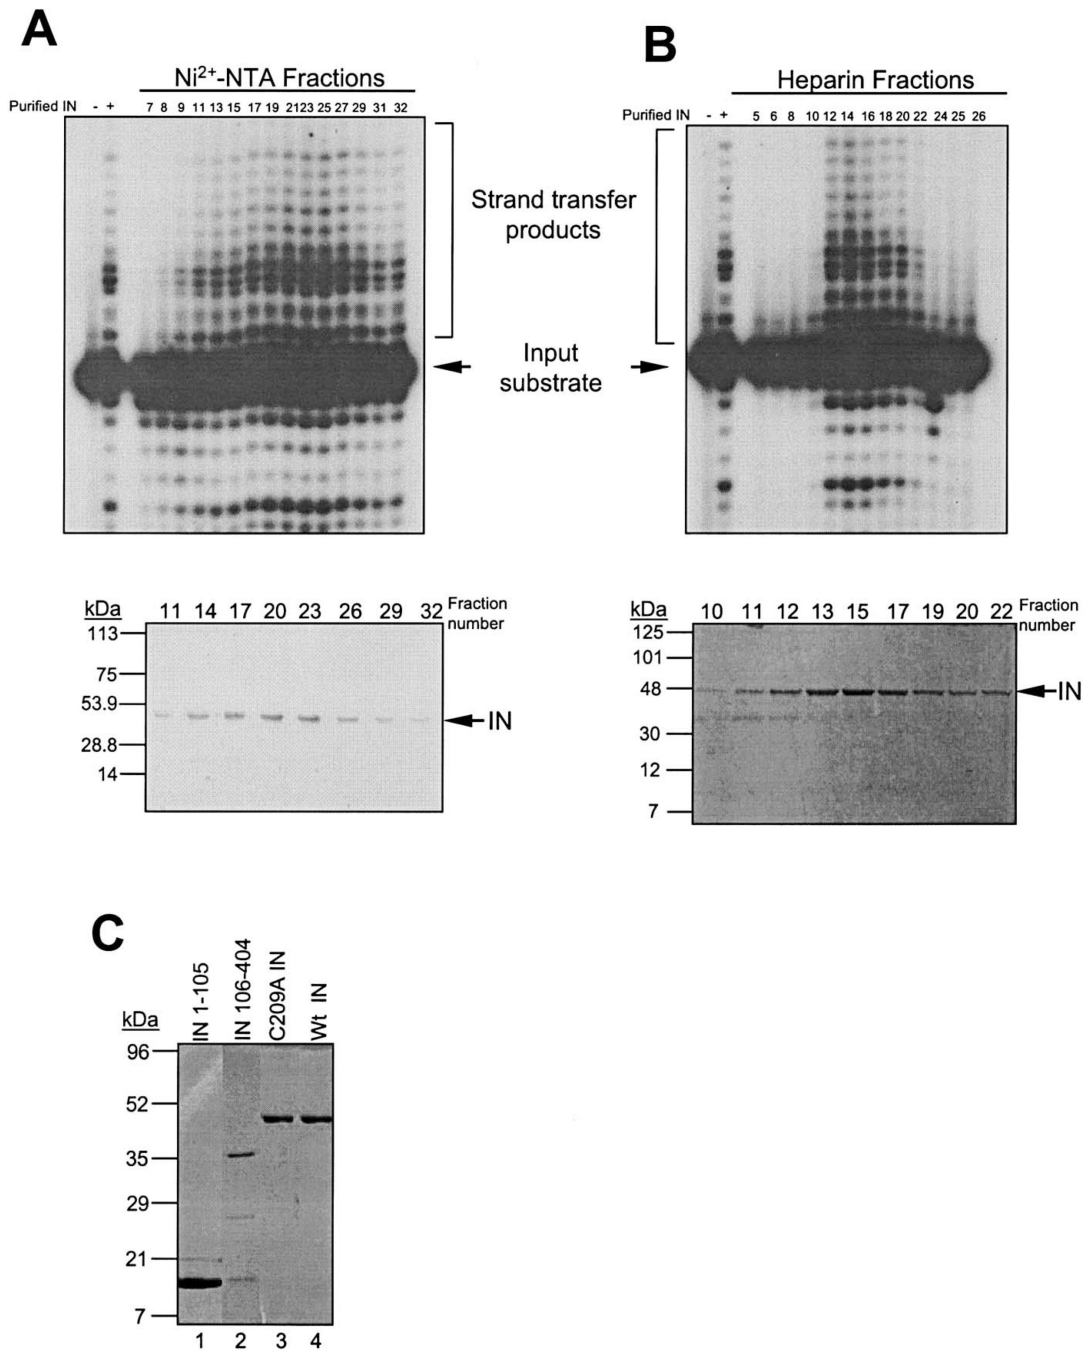 A
Ni²⁺-NTA Fractions
Purified IN - + 7 8 9 11 13 15 17 19 21 23 25 27 29 31 32
B
Heparin Fractions
Purified IN - + 5 6 8 10 12 14 16 18 20 22 24 25 26
Strand transfer
products
Input
substrate
kDa 11 14 17 20 23 26 29 32 Fraction
number
113
75
53.9
28.8
14
IN
kDa 10 11 12 13 15 17 19 20 22 Fraction
number
125
101
48
30
12
7
IN
C
kDa
IN 1-105
IN 106-404
C209A IN
Wt IN
96
52
35
29
21
7
1 2 3 4